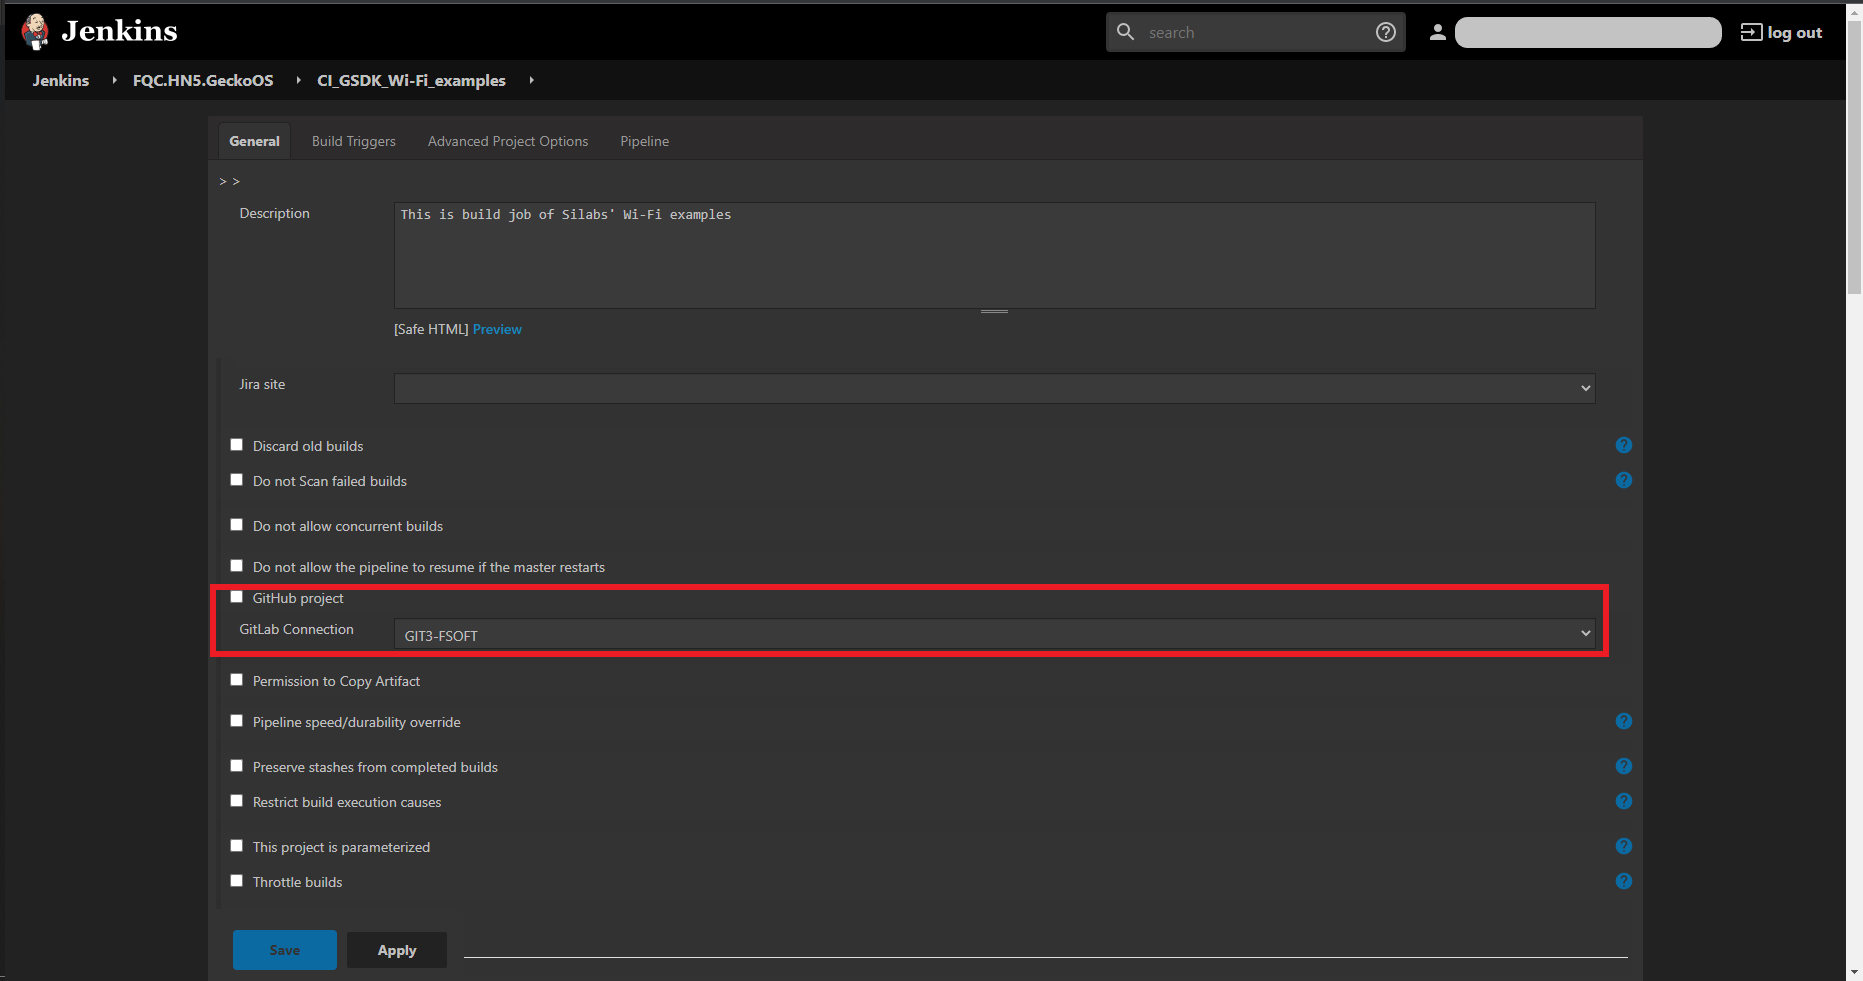 Jenkins
search
log out
Jenkins
FQC.HN5.GeckoOS
CI_GSDK_Wi-Fi_examples
General
Build Triggers
Advanced Project Options
Pipeline
> >
Description
This is build job of Silabs' Wi-Fi examples
[Safe HTML] Preview
Jira site
Discard old builds
Do not Scan failed builds
Do not allow concurrent builds
Do not allow the pipeline to resume if the master restarts
GitHub project
GitLab Connection
GIT3-FSOFT
Permission to Copy Artifact
Pipeline speed/durability override
Preserve stashes from completed builds
Restrict build execution causes
This project is parameterized
Throttle builds
Save
Apply